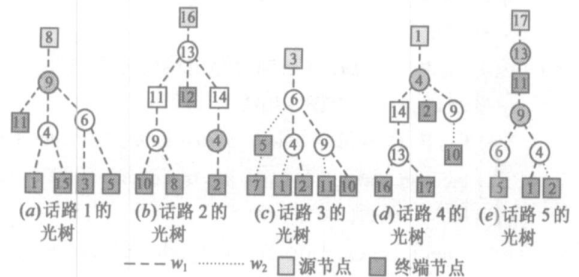 8
9
11 4 6
1 15 3 5
(a)话路1的
光树
16
13
11 12 14
9 4
10 8 2
(b)话路2的
光树
3
6
5 4 9
7 1 2 11 10
(c)话路3的
光树
1
4
14 2 9
13 10
16 17
(d)话路4的
光树
17
13
11
9
6 4
5 1 2
(e)话路5的
光树
w₁ w₂ 源节点 终端节点